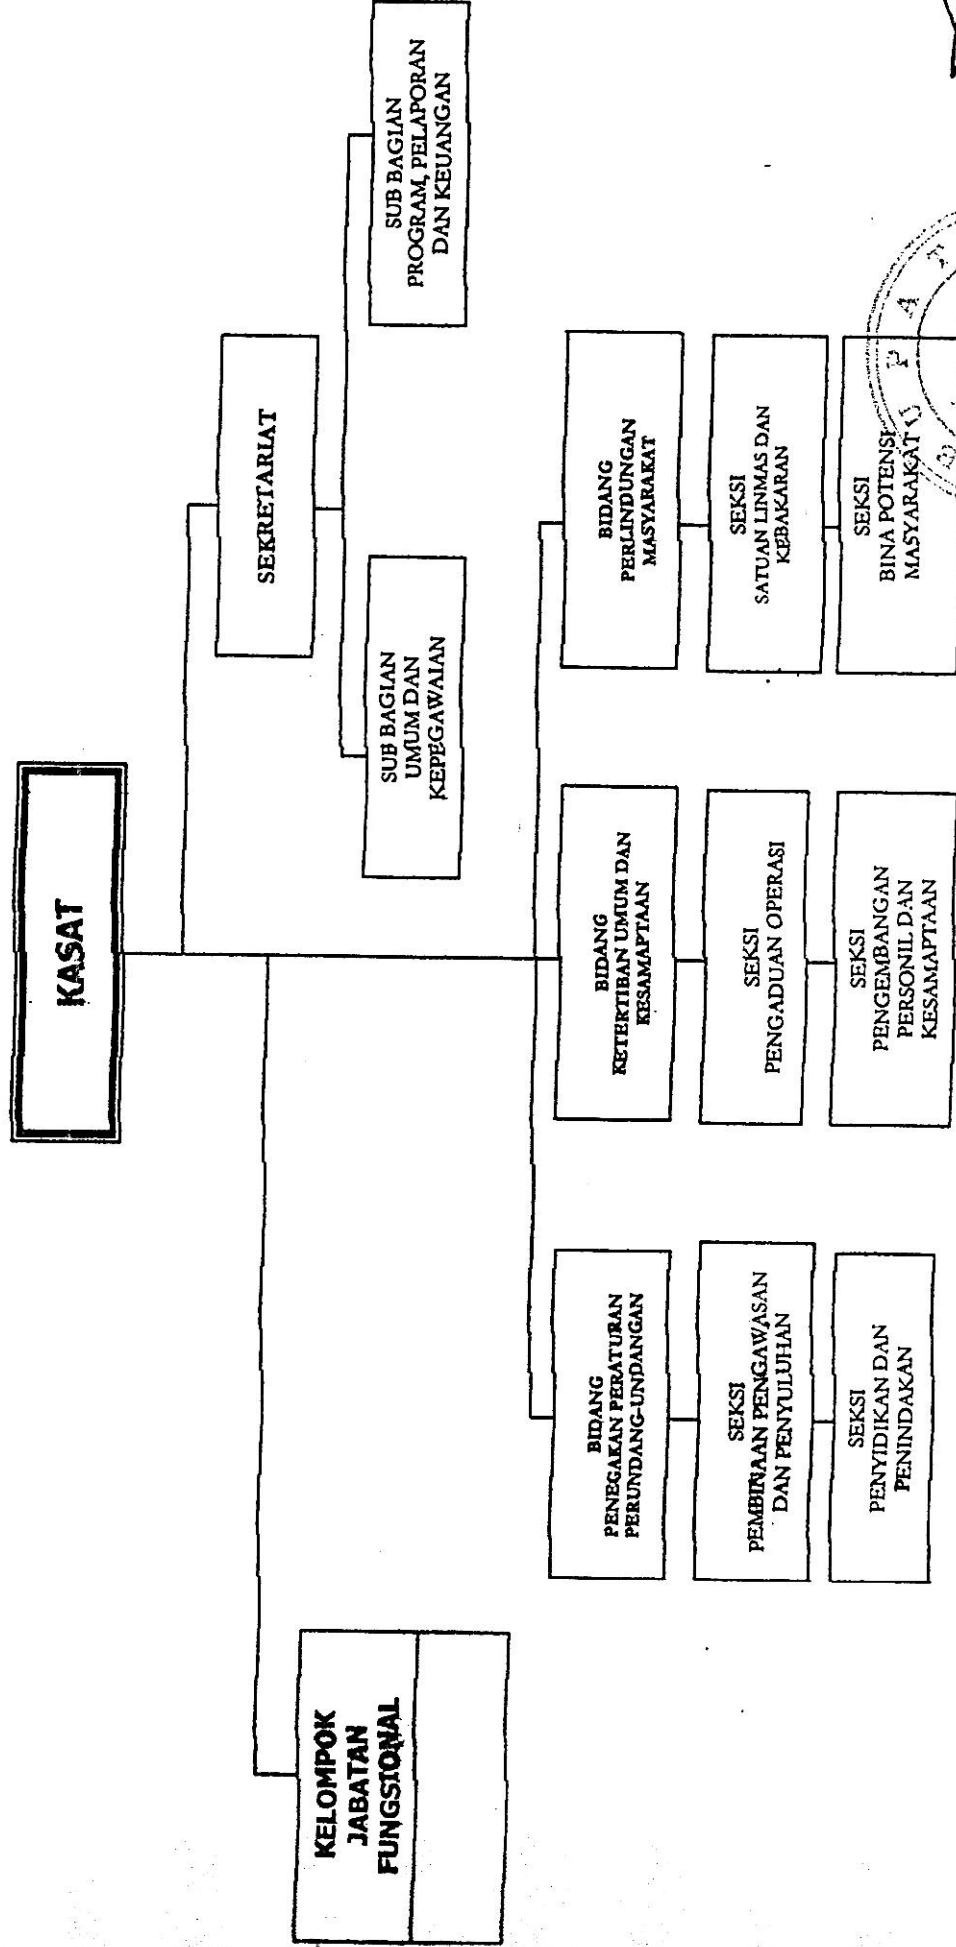 KASAT
SEKRETARIAT
SUB BAGIAN
UMUM DAN
KEPEGAWAIAN
SUB BAGIAN
PROGRAM, PELAPORAN
DAN KEUANGAN
KELOMPOK
JABATAN
FUNGSIONAL
BIDANG
PENEGAKAN PERATURAN
PERUNDANG-UNDANGAN
SEKSI
PEMBINAAN PENGAWASAN
DAN PENYULUHAN
SEKSI
PENYIDIKAN DAN
PENINDAKAN
BIDANG
KETERTIBAN UMUM DAN
KESAMAPTAAN
SEKSI
PENGADUAN OPERASI
SEKSI
PENGEMBANGAN
PERSONIL DAN
KESAMAPTAAN
BIDANG
PERLINDUNGAN
MASYARAKAT
SEKSI
SATUAN LINMAS DAN
KEBAKARAN
SEKSI
BINA POTENSI
MASYARAKAT